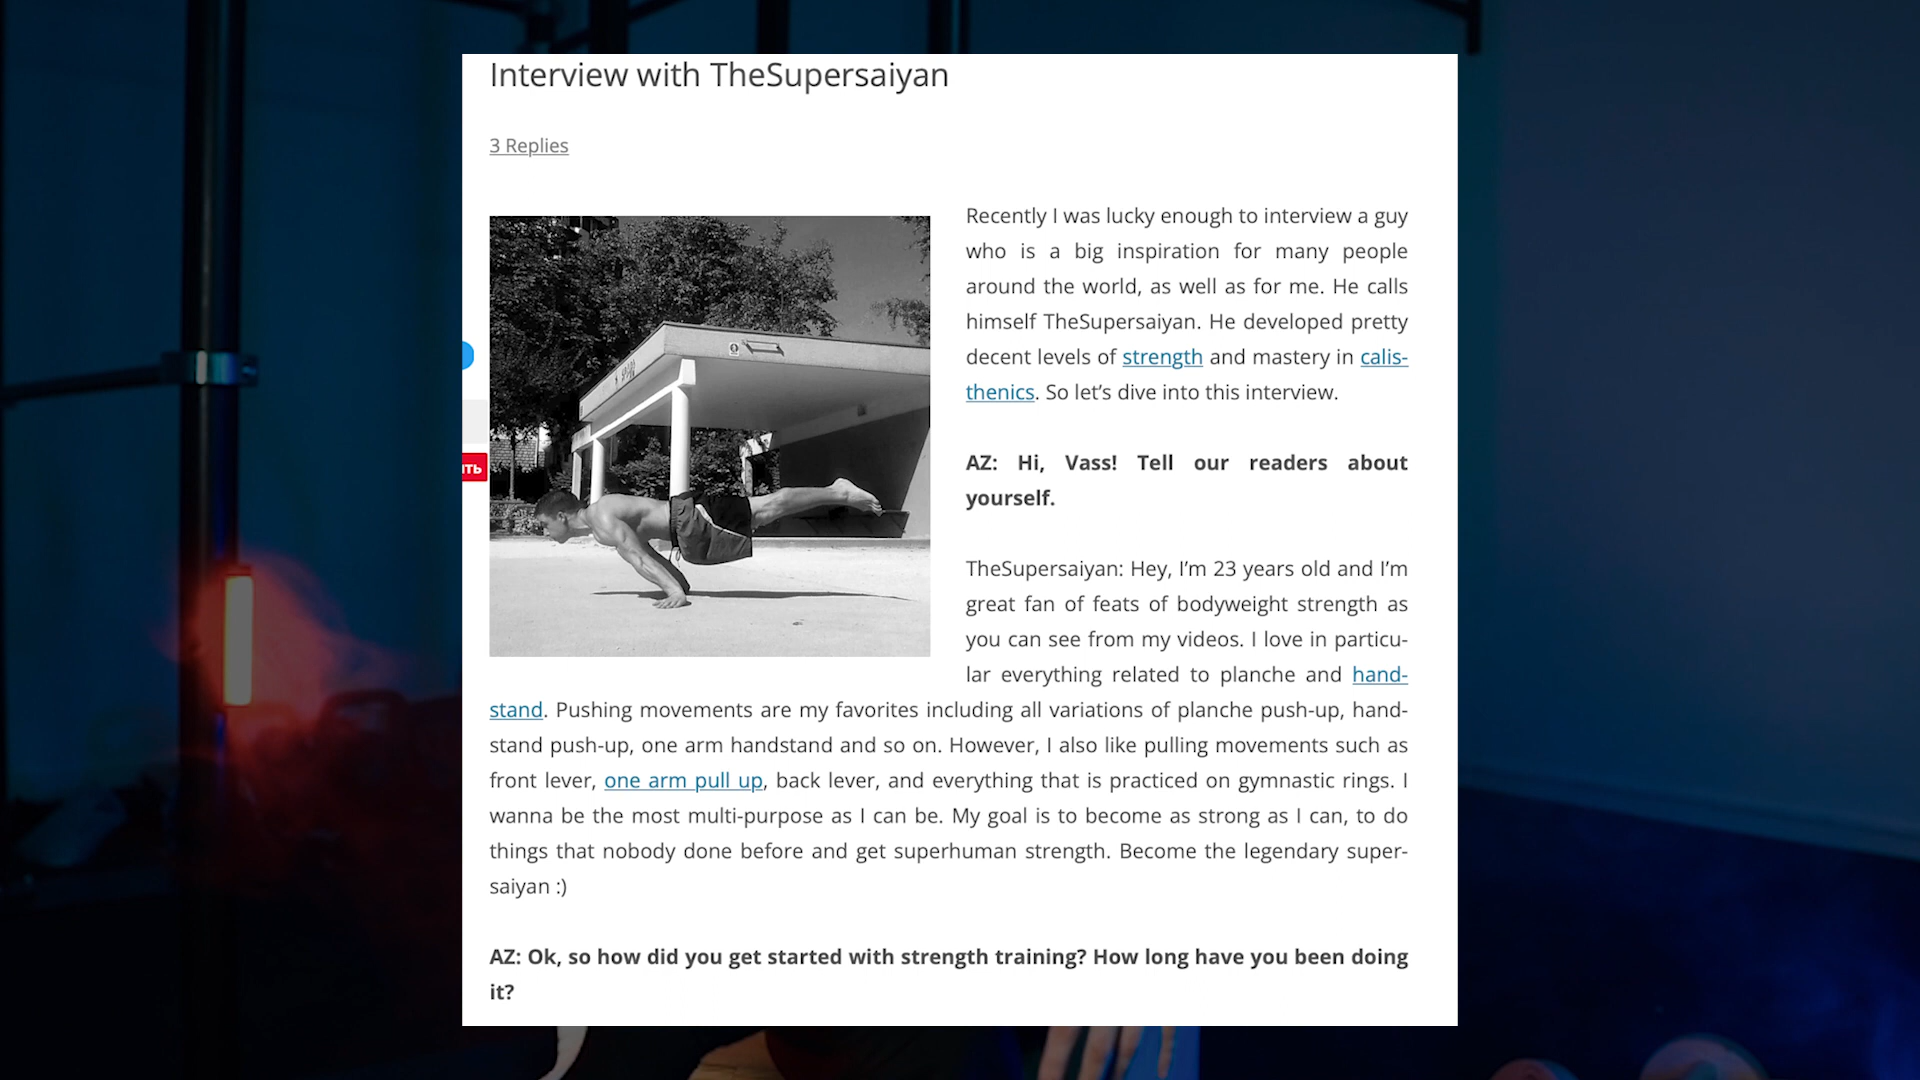 Interview with TheSupersaiyan
3 Replies
Recently I was lucky enough to interview a guy
who is a big inspiration for many people
around the world, as well as for me. He calls
himself TheSupersaiyan. He developed pretty
decent levels of strength and mastery in calis-
thenics. So let’s dive into this interview.
AZ: Hi, Vass! Tell our readers about
yourself.
TheSupersaiyan: Hey, I’m 23 years old and I’m
great fan of feats of bodyweight strength as
you can see from my videos. I love in particu-
lar everything related to planche and hand-
stand. Pushing movements are my favorites including all variations of planche push-up, hand-
stand push-up, one arm handstand and so on. However, I also like pulling movements such as
front lever, one arm pull up, back lever, and everything that is practiced on gymnastic rings. I
wanna be the most multi-purpose as I can be. My goal is to become as strong as I can, to do
things that nobody done before and get superhuman strength. Become the legendary super-
saiyan :)
AZ: Ok, so how did you get started with strength training? How long have you been doing
it?